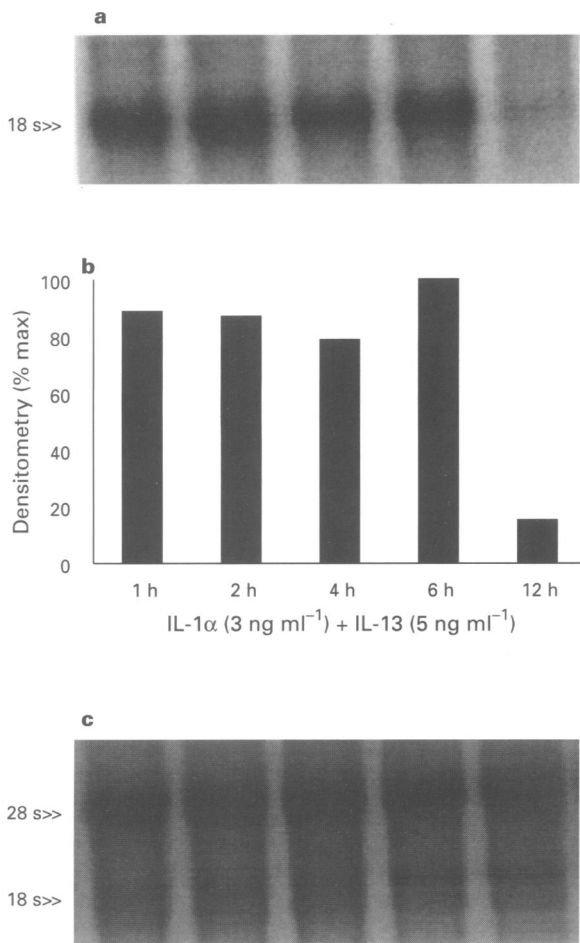 a
18 s>>
b
Densitometry (% max)
100
80
60
40
20
0
1 h 2 h 4 h 6 h 12 h
IL-1α (3 ng ml⁻¹) + IL-13 (5 ng ml⁻¹)
c
28 s>>
18 s>>